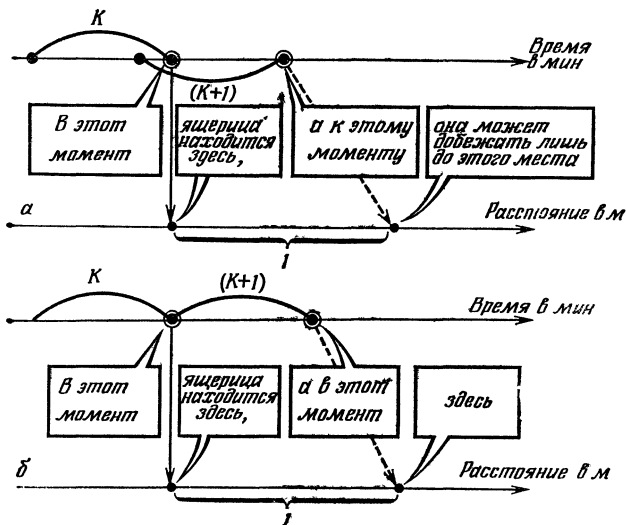 K
Время
в мин
(K+1)
В этот
момент
ящерица
находится
здесь,
а к этому
моменту
она может
добежать лишь
до этого места
а
Расстояние в м
1
K
(K+1)
Время в мин
В этот
момент
ящерица
находится
здесь,
а в этот
момент
здесь
б
Расстояние в м
1